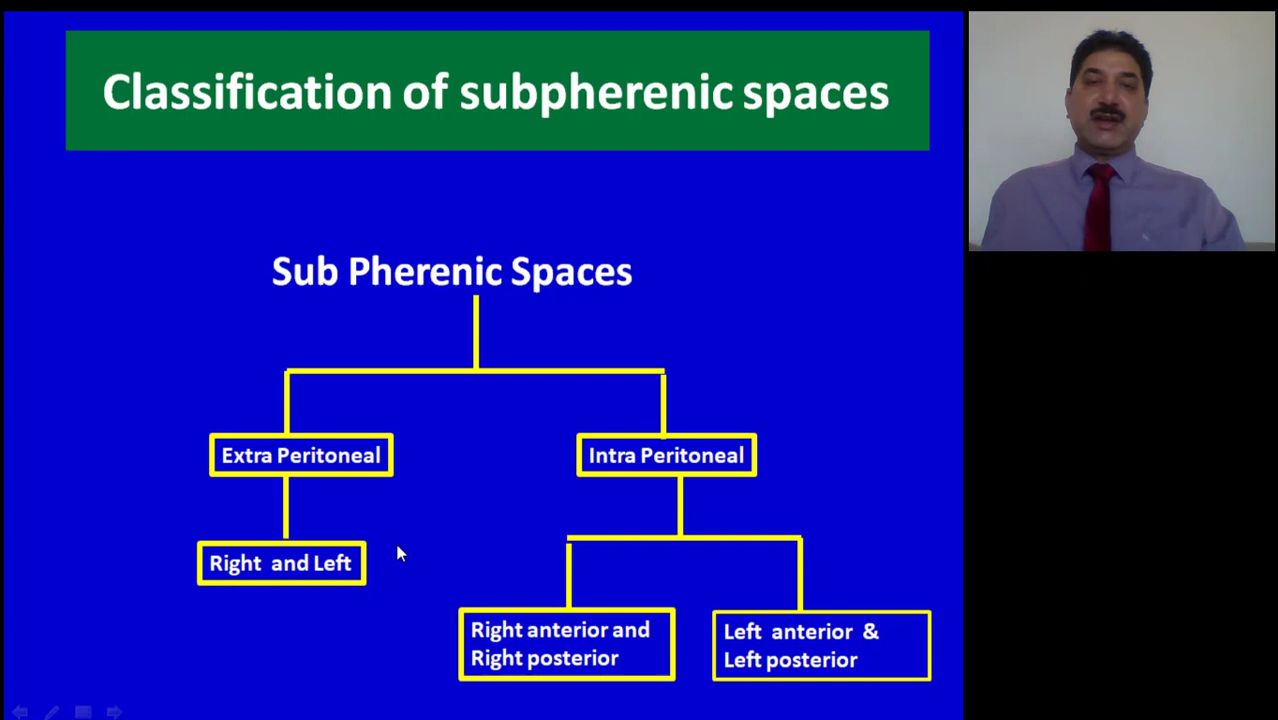 Classification of subpherenic spaces
Sub Pherenic Spaces
Extra Peritoneal
Intra Peritoneal
Right and Left
Right anterior and
Right posterior
Left anterior &
Left posterior